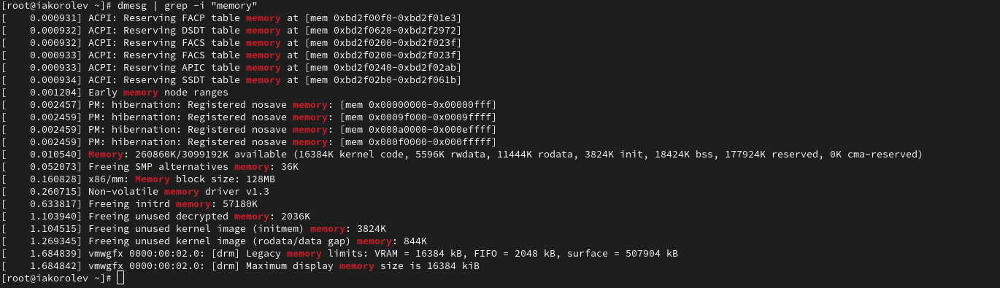 [root@iakorolev ~]# dmesg | grep -i "memory"
[    0.000931] ACPI: Reserving FACP table memory at [mem 0xbd2f00f0-0xbd2f01e3]
[    0.000932] ACPI: Reserving DSDT table memory at [mem 0xbd2f0620-0xbd2f2972]
[    0.000932] ACPI: Reserving FACS table memory at [mem 0xbd2f0200-0xbd2f023f]
[    0.000933] ACPI: Reserving FACS table memory at [mem 0xbd2f0200-0xbd2f023f]
[    0.000933] ACPI: Reserving APIC table memory at [mem 0xbd2f0240-0xbd2f02ab]
[    0.000934] ACPI: Reserving SSDT table memory at [mem 0xbd2f02b0-0xbd2f061b]
[    0.001204] Early memory node ranges
[    0.002457] PM: hibernation: Registered nosave memory: [mem 0x00000000-0x00000fff]
[    0.002459] PM: hibernation: Registered nosave memory: [mem 0x0009f000-0x0009ffff]
[    0.002459] PM: hibernation: Registered nosave memory: [mem 0x000a0000-0x000effff]
[    0.002459] PM: hibernation: Registered nosave memory: [mem 0x000f0000-0x000fffff]
[    0.010540] Memory: 260860K/3099192K available (16384K kernel code, 5596K rwdata, 11444K rodata, 3824K init, 18424K bss, 177924K reserved, 0K cma-reserved)
[    0.052073] Freeing SMP alternatives memory: 36K
[    0.160828] x86/mm: Memory block size: 128MB
[    0.260715] Non-volatile memory driver v1.3
[    0.633817] Freeing initrd memory: 57180K
[    1.103940] Freeing unused decrypted memory: 2036K
[    1.104515] Freeing unused kernel image (initmem) memory: 3824K
[    1.269345] Freeing unused kernel image (rodata/data gap) memory: 844K
[    1.684839] vmwgfx 0000:00:02.0: [drm] Legacy memory limits: VRAM = 16384 kB, FIFO = 2048 kB, surface = 507904 kB
[    1.684842] vmwgfx 0000:00:02.0: [drm] Maximum display memory size is 16384 kiB
[root@iakorolev ~]#